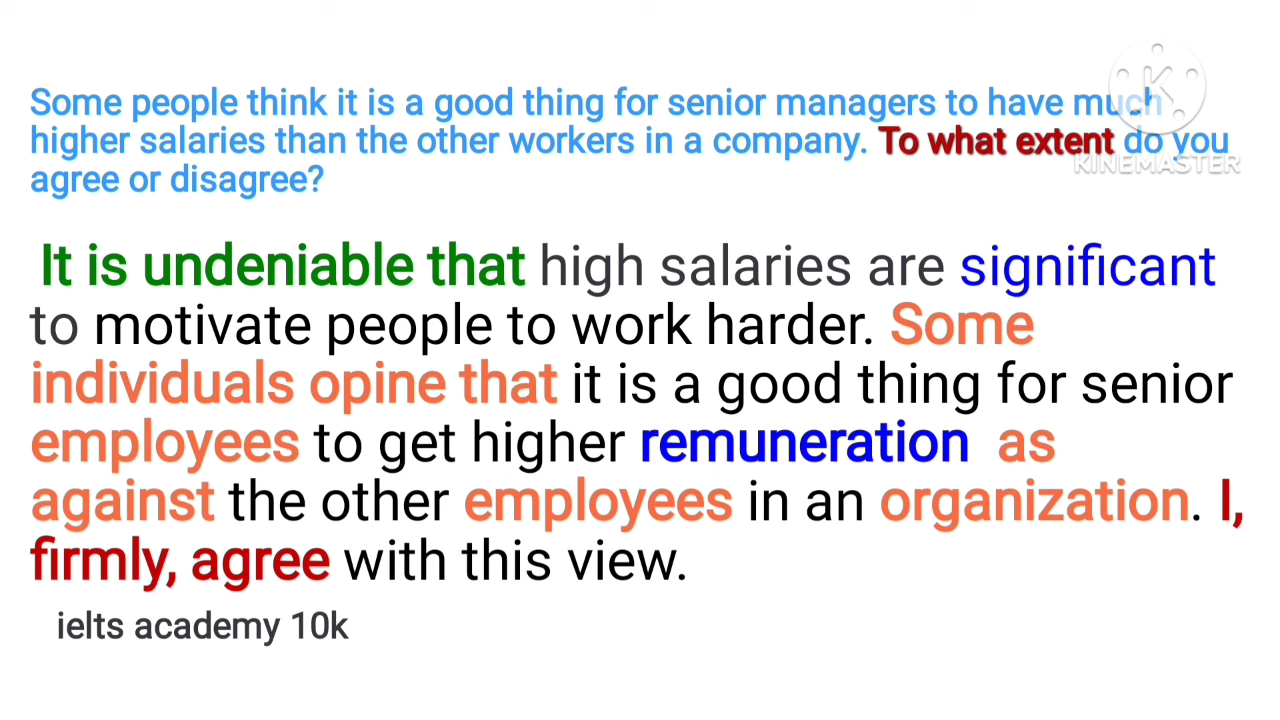 Some people think it is a good thing for senior managers to have much
higher salaries than the other workers in a company. To what extent do you
agree or disagree?
KINEMASTER
It is undeniable that high salaries are significant
to motivate people to work harder. Some
individuals opine that it is a good thing for senior
employees to get higher remuneration as
against the other employees in an organization. I,
firmly, agree with this view.
ielts academy 10k